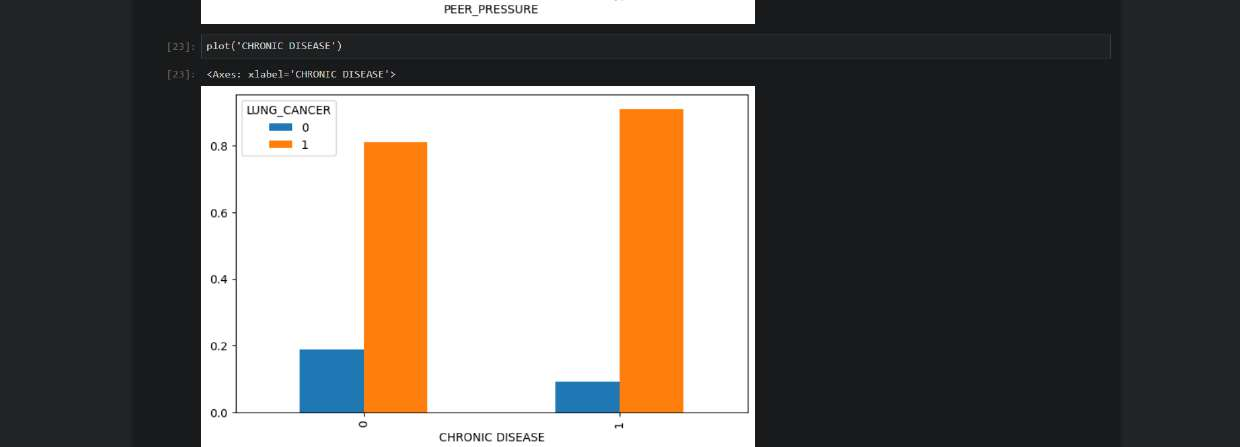 PEER_PRESSURE
[23]: plot('CHRONIC DISEASE')
[23]: <Axes: xlabel='CHRONIC DISEASE'>
LUNG_CANCER
0
1
0.8
0.6
0.4
0.2
0.0
0 1
CHRONIC DISEASE